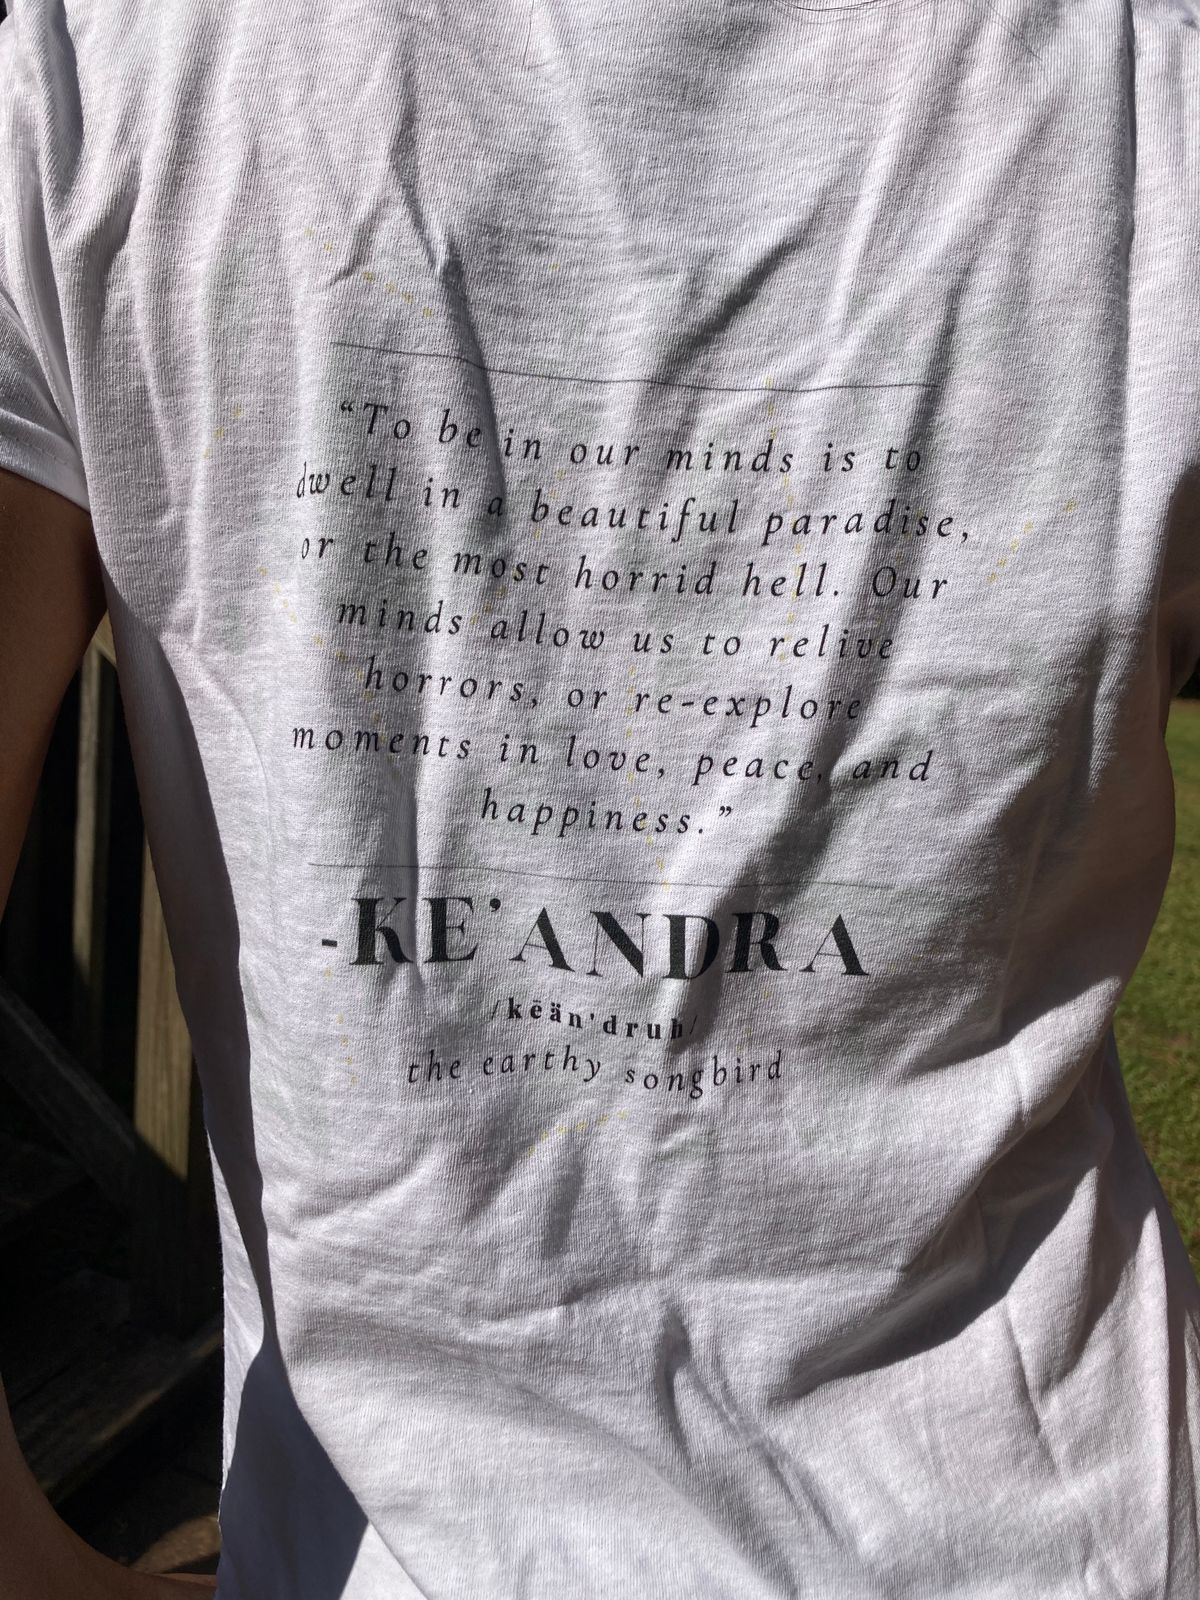 “To be in our minds is to
dwell in a beautiful paradise,
or the most horrid hell. Our
minds allow us to relive
horrors, or re-explore
moments in love, peace, and
happiness.”
-KE’ANDRA
/kēän'druh/
the earthy songbird